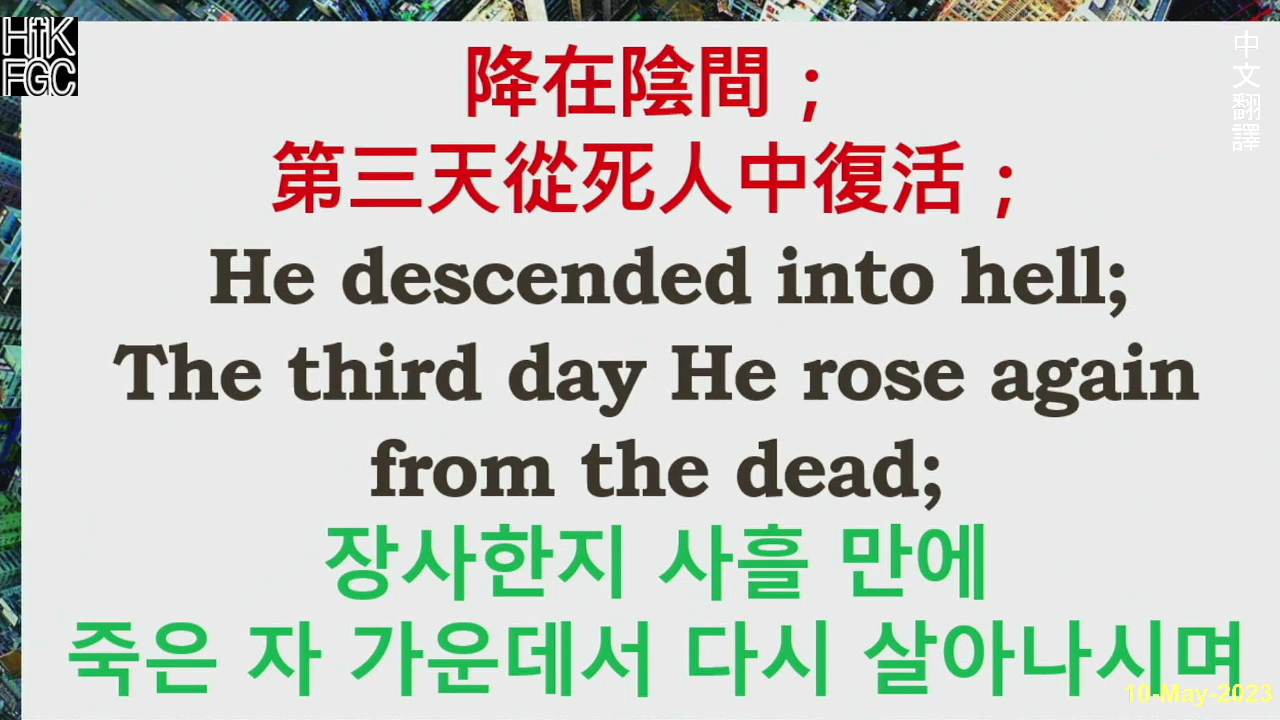 HfK
FGC
中文翻譯
降在陰間；
第三天從死人中復活；
He descended into hell;
The third day He rose again
from the dead;
장사한지 사흘 만에
죽은 자 가운데서 다시 살아나시며
10-May-2023